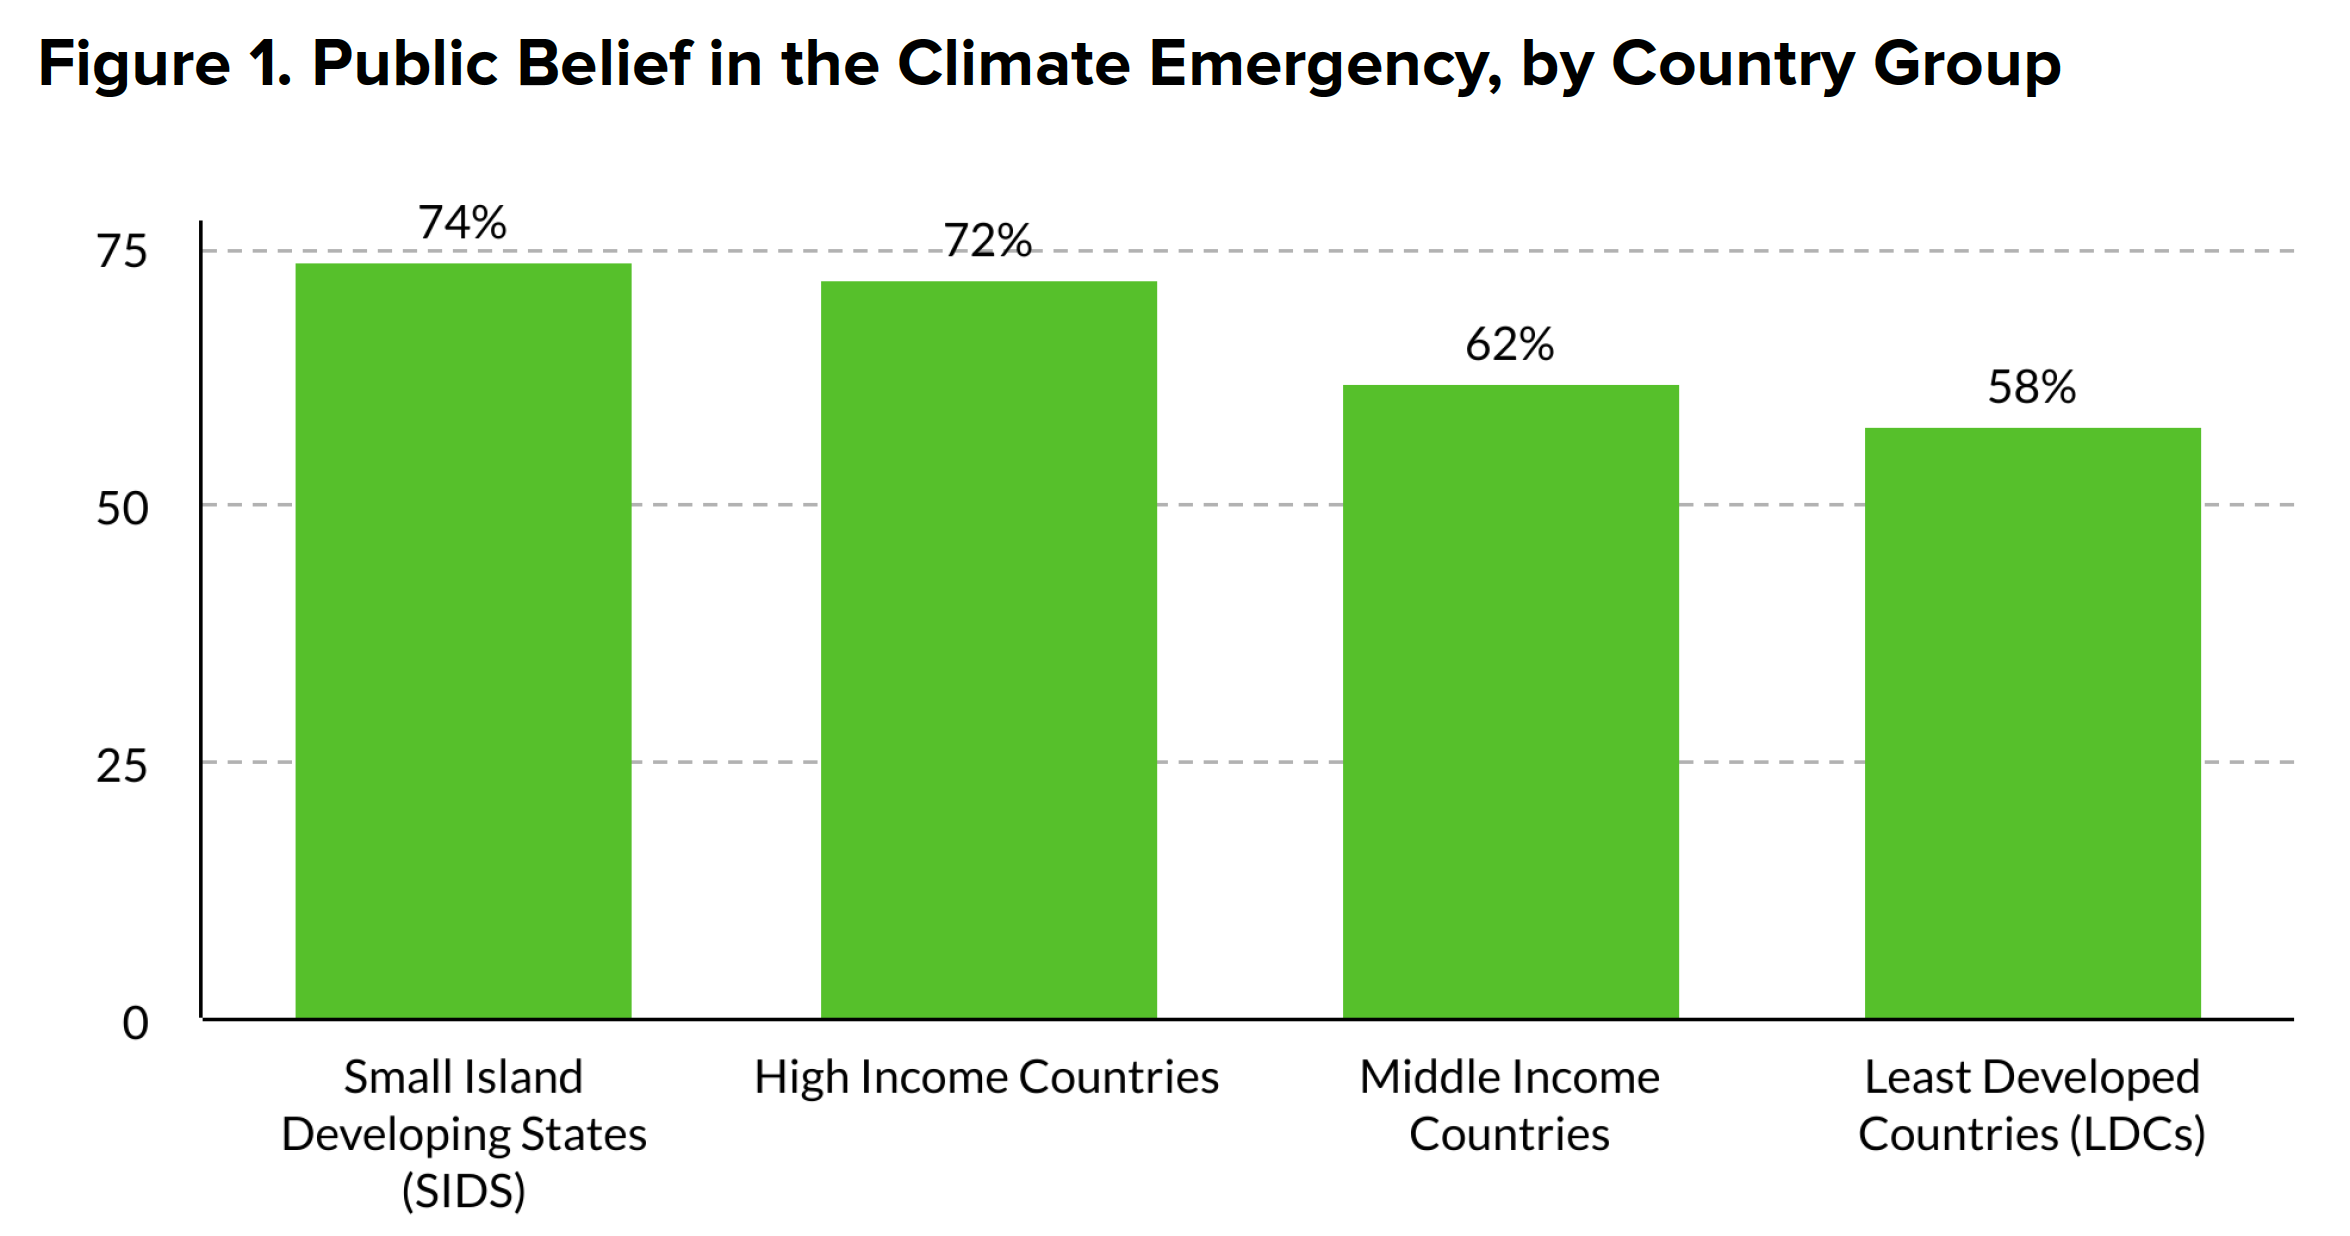 Figure 1. Public Belief in the Climate Emergency, by Country Group
74%
72%
62%
58%
75
50
25
0
Small Island
Developing States
(SIDS)
High Income Countries
Middle Income
Countries
Least Developed
Countries (LDCs)